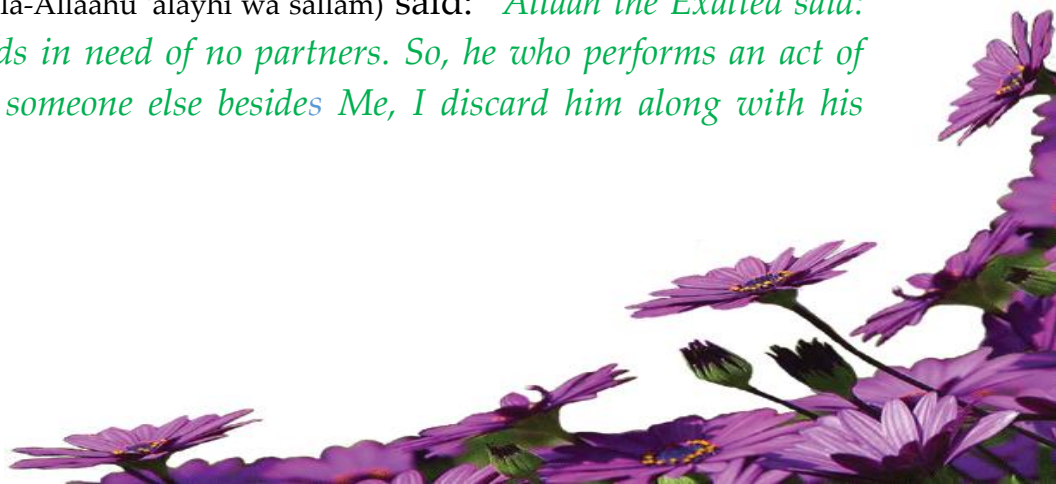 la-Allaahu 'alayhi wa sallam) said: "Allaah the Exalted said:
ds in need of no partners. So, he who performs an act of
someone else besides Me, I discard him along with his